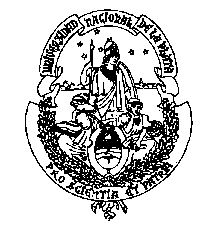 UNIVERSIDAD NACIONAL DE LA PLATA
PRO SCIENTIA ET PATRIA